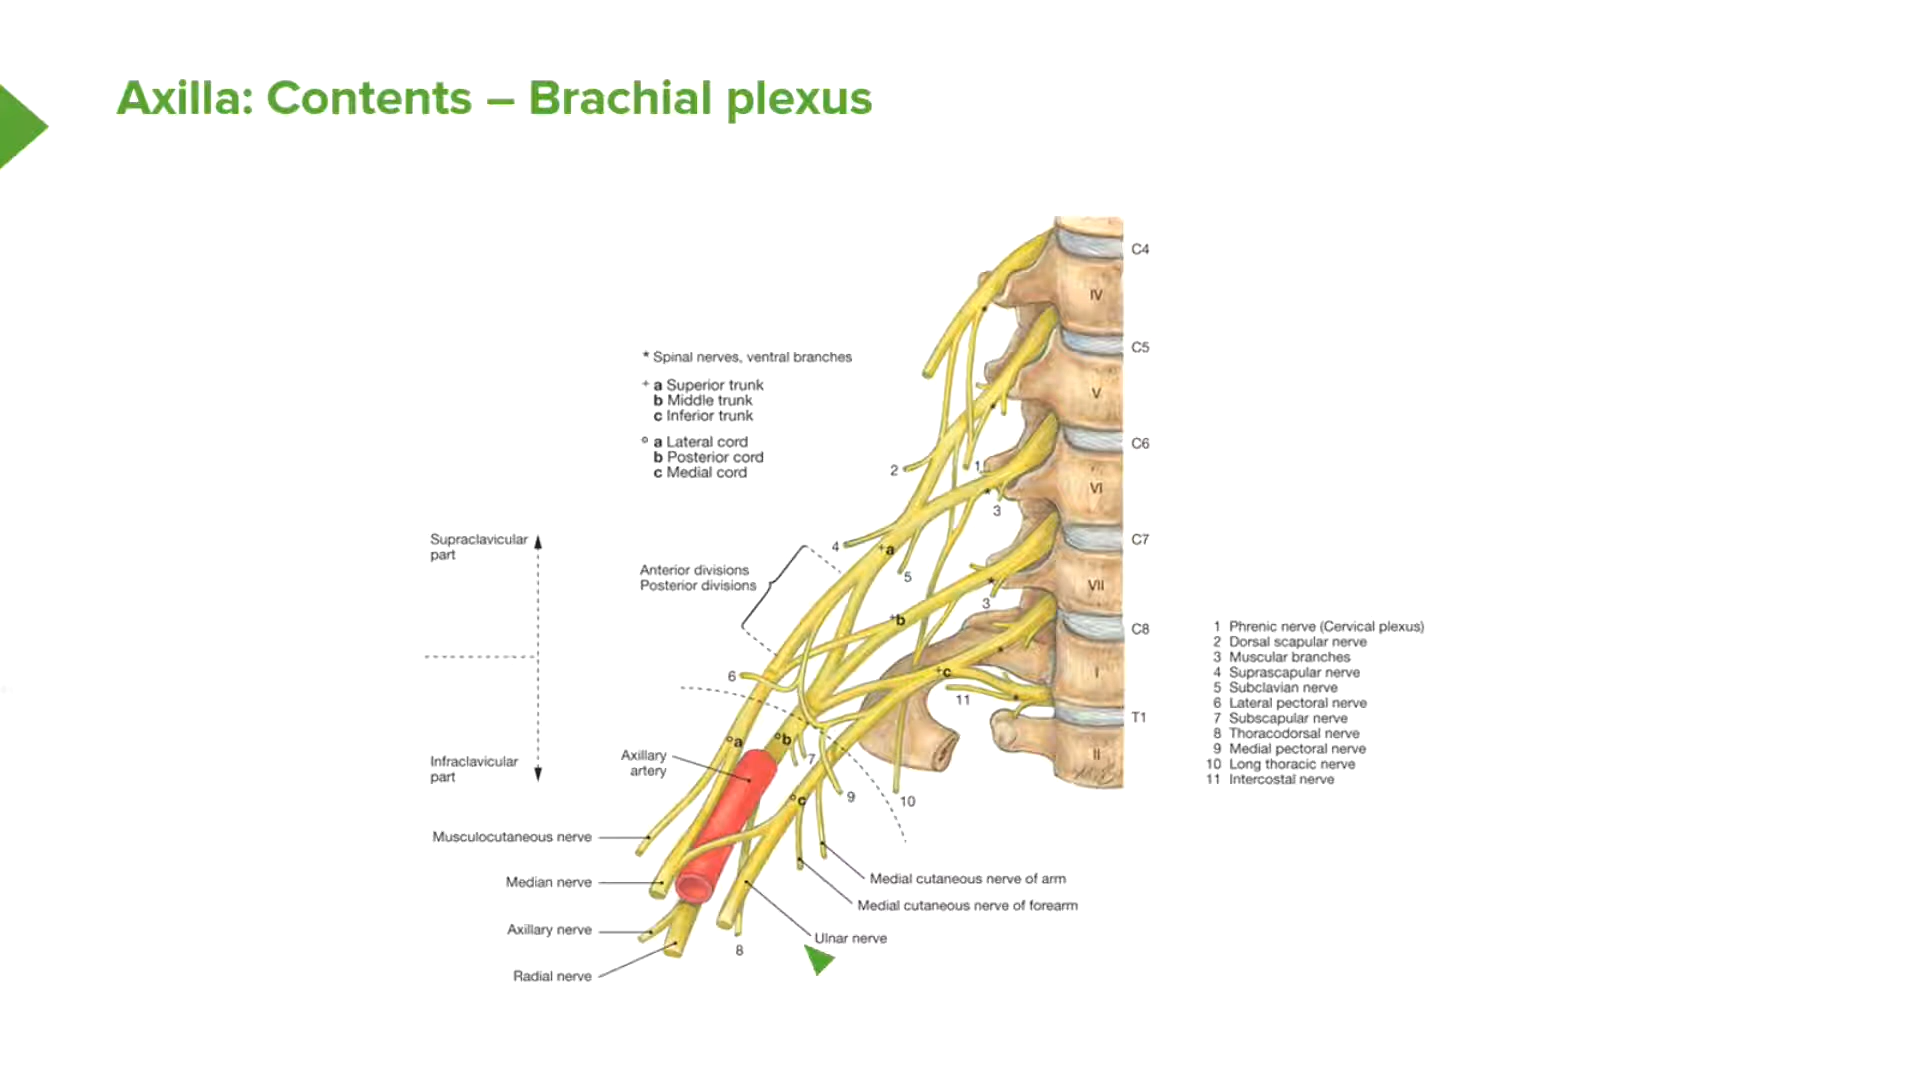 Axilla: Contents – Brachial plexus
C4
IV
C5
* Spinal nerves, ventral branches
+ a Superior trunk
b Middle trunk
c Inferior trunk
V
° a Lateral cord
b Posterior cord
c Medial cord
C6
2
1
VI
3
Supraclavicular
part
C7
4
+a
5
Anterior divisions
Posterior divisions
VII
3
+b
C8
6
+c
I
11
T1
1 Phrenic nerve (Cervical plexus)
2 Dorsal scapular nerve
3 Muscular branches
4 Suprascapular nerve
5 Subclavian nerve
6 Lateral pectoral nerve
7 Subscapular nerve
8 Thoracodorsal nerve
9 Medial pectoral nerve
10 Long thoracic nerve
11 Intercostal nerve
°a
°b
II
Infraclavicular
part
Axillary
artery
7
°c
9
10
Musculocutaneous nerve
Median nerve
Medial cutaneous nerve of arm
Medial cutaneous nerve of forearm
Axillary nerve
Ulnar nerve
8
Radial nerve